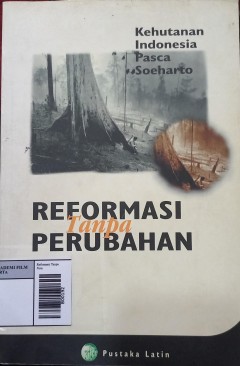 Kehutanan
Indonesia
Pasca
Soeharto
REFORMASI
Tanpa
PERUBAHAN
Pustaka Latin